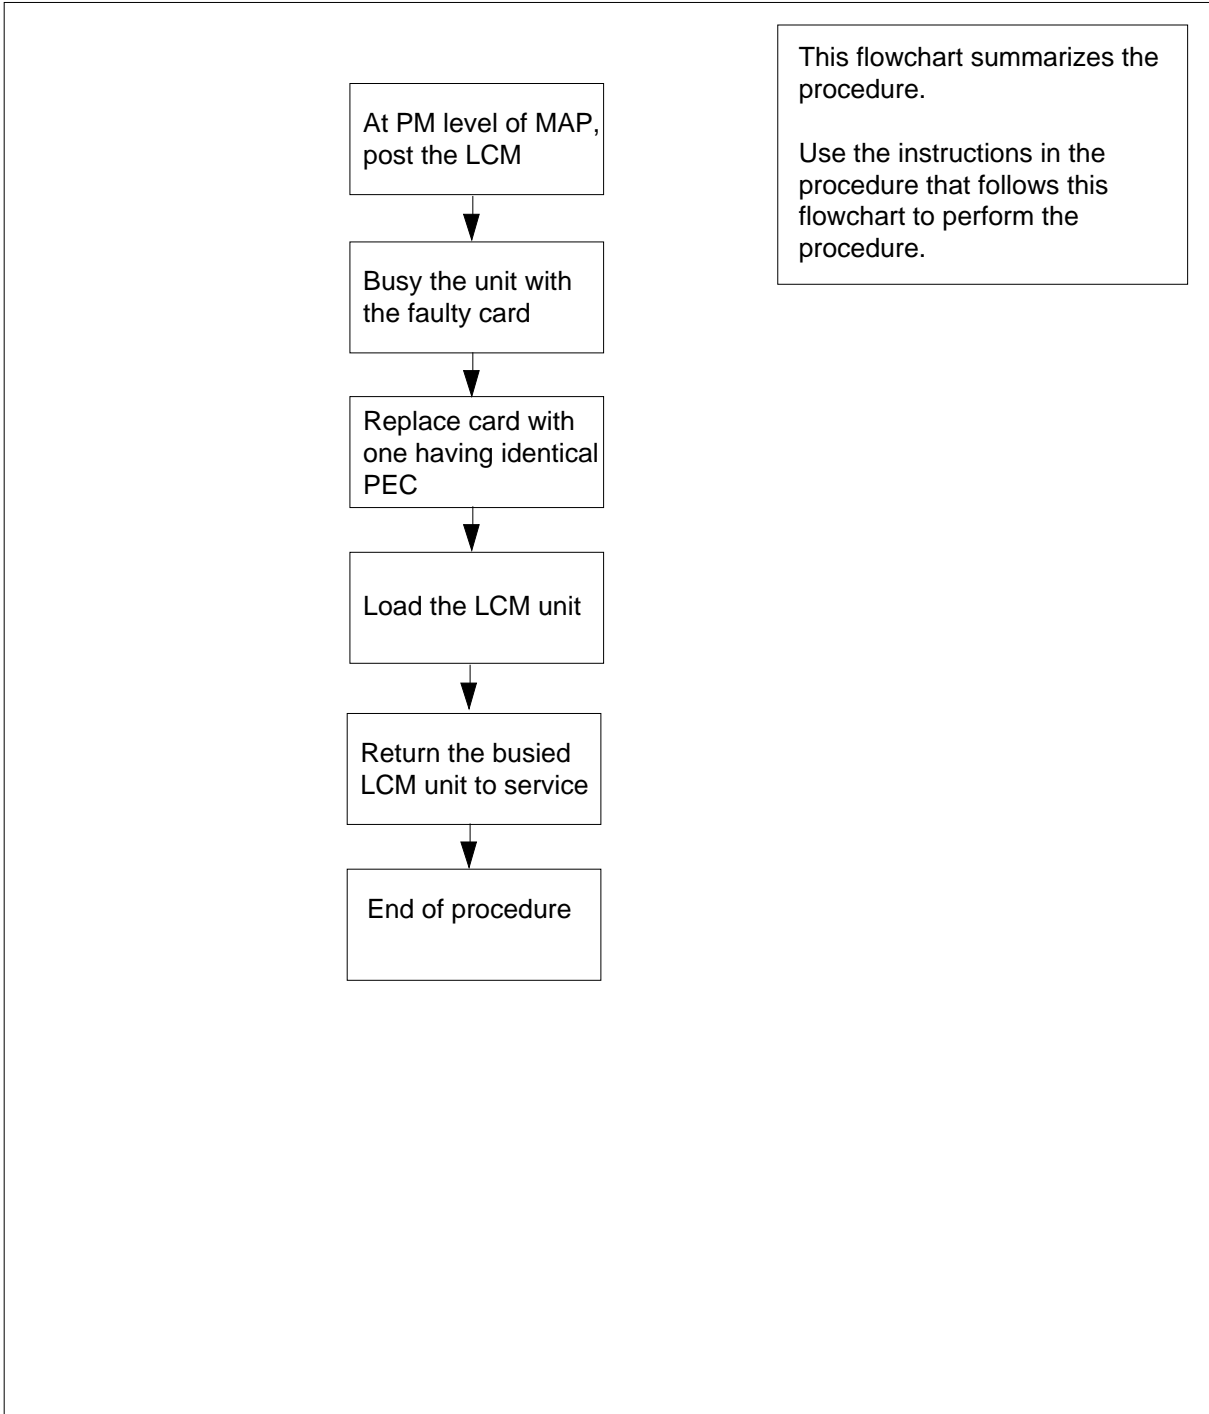 This flowchart summarizes the
procedure.
Use the instructions in the
procedure that follows this
flowchart to perform the
procedure.
At PM level of MAP,
post the LCM
Busy the unit with
the faulty card
Replace card with
one having identical
PEC
Load the LCM unit
Return the busied
LCM unit to service
End of procedure